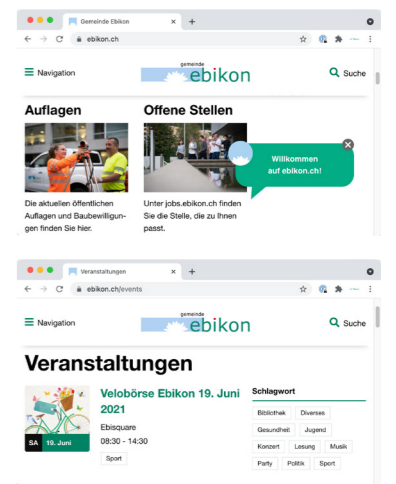 Gemeinde Ebikon
ebikon.ch
Navigation
gemeinde
ebikon
Suche
Auflagen
Offene Stellen
Willkommen
auf ebikon.ch!
Die aktuellen öffentlichen
Auflagen und Baubewilligun-
gen finden Sie hier.
Unter jobs.ebikon.ch finden
Sie die Stelle, die zu Ihnen
passt.
Veranstaltungen
ebikon.ch/events
Navigation
gemeinde
ebikon
Suche
Veranstaltungen
Velobörse Ebikon 19. Juni
2021
Ebisquare
08:30 - 14:30
Sport
SA 19. Juni
Schlagwort
Bibliothek Diverses
Gesundheit Jugend
Konzert Lesung Musik
Party Politik Sport